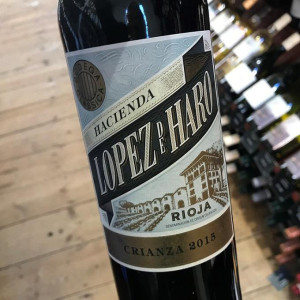 HACIENDA
LOPEZ DE HARO
RIOJA
CRIANZA 2015